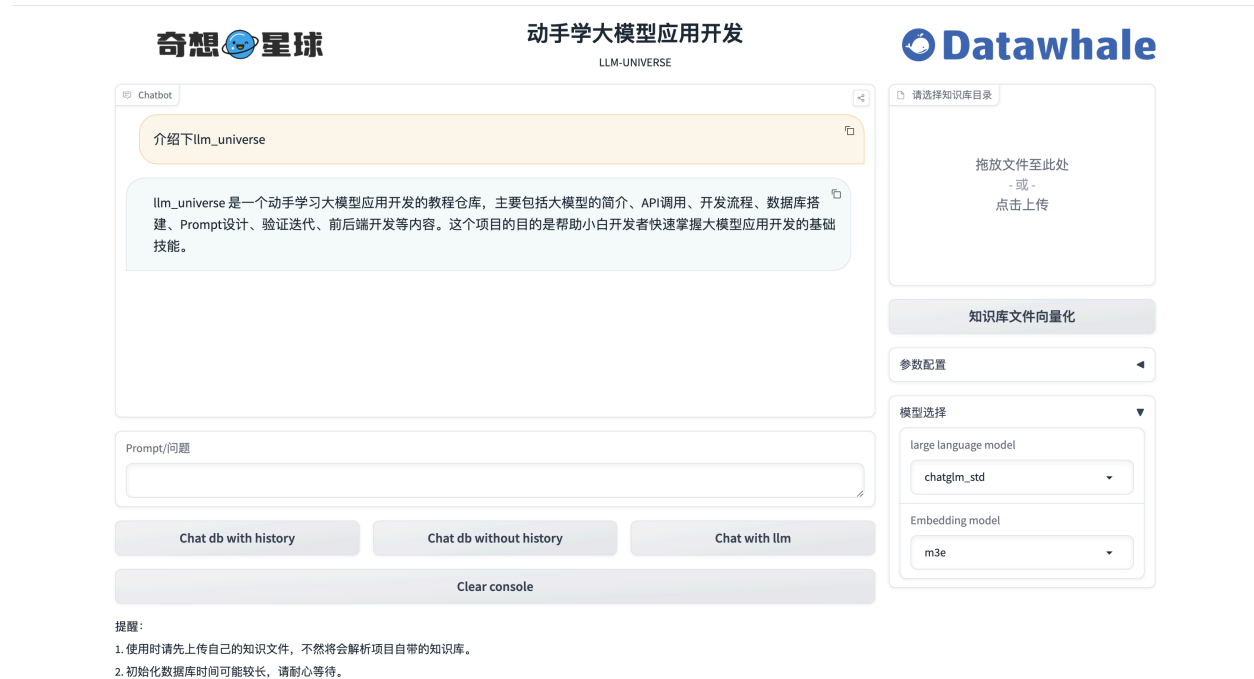 奇想星球
动手学大模型应用开发
LLM-UNIVERSE
Datawhale
Chatbot
介绍下llm_universe
llm_universe 是一个动手学习大模型应用开发的教程仓库，主要包括大模型的简介、API调用、开发流程、数据库搭
建、Prompt设计、验证迭代、前后端开发等内容。这个项目的目的是帮助小白开发者快速掌握大模型应用开发的基础
技能。
Prompt/问题
Chat db with history
Chat db without history
Chat with llm
Clear console
请选择知识库目录
拖放文件至此处
- 或 -
点击上传
知识库文件向量化
参数配置
模型选择
large language model
chatglm_std
Embedding model
m3e
提醒：
1. 使用时请先上传自己的知识文件，不然将会解析项目自带的知识库。
2. 初始化数据库时间可能较长，请耐心等待。